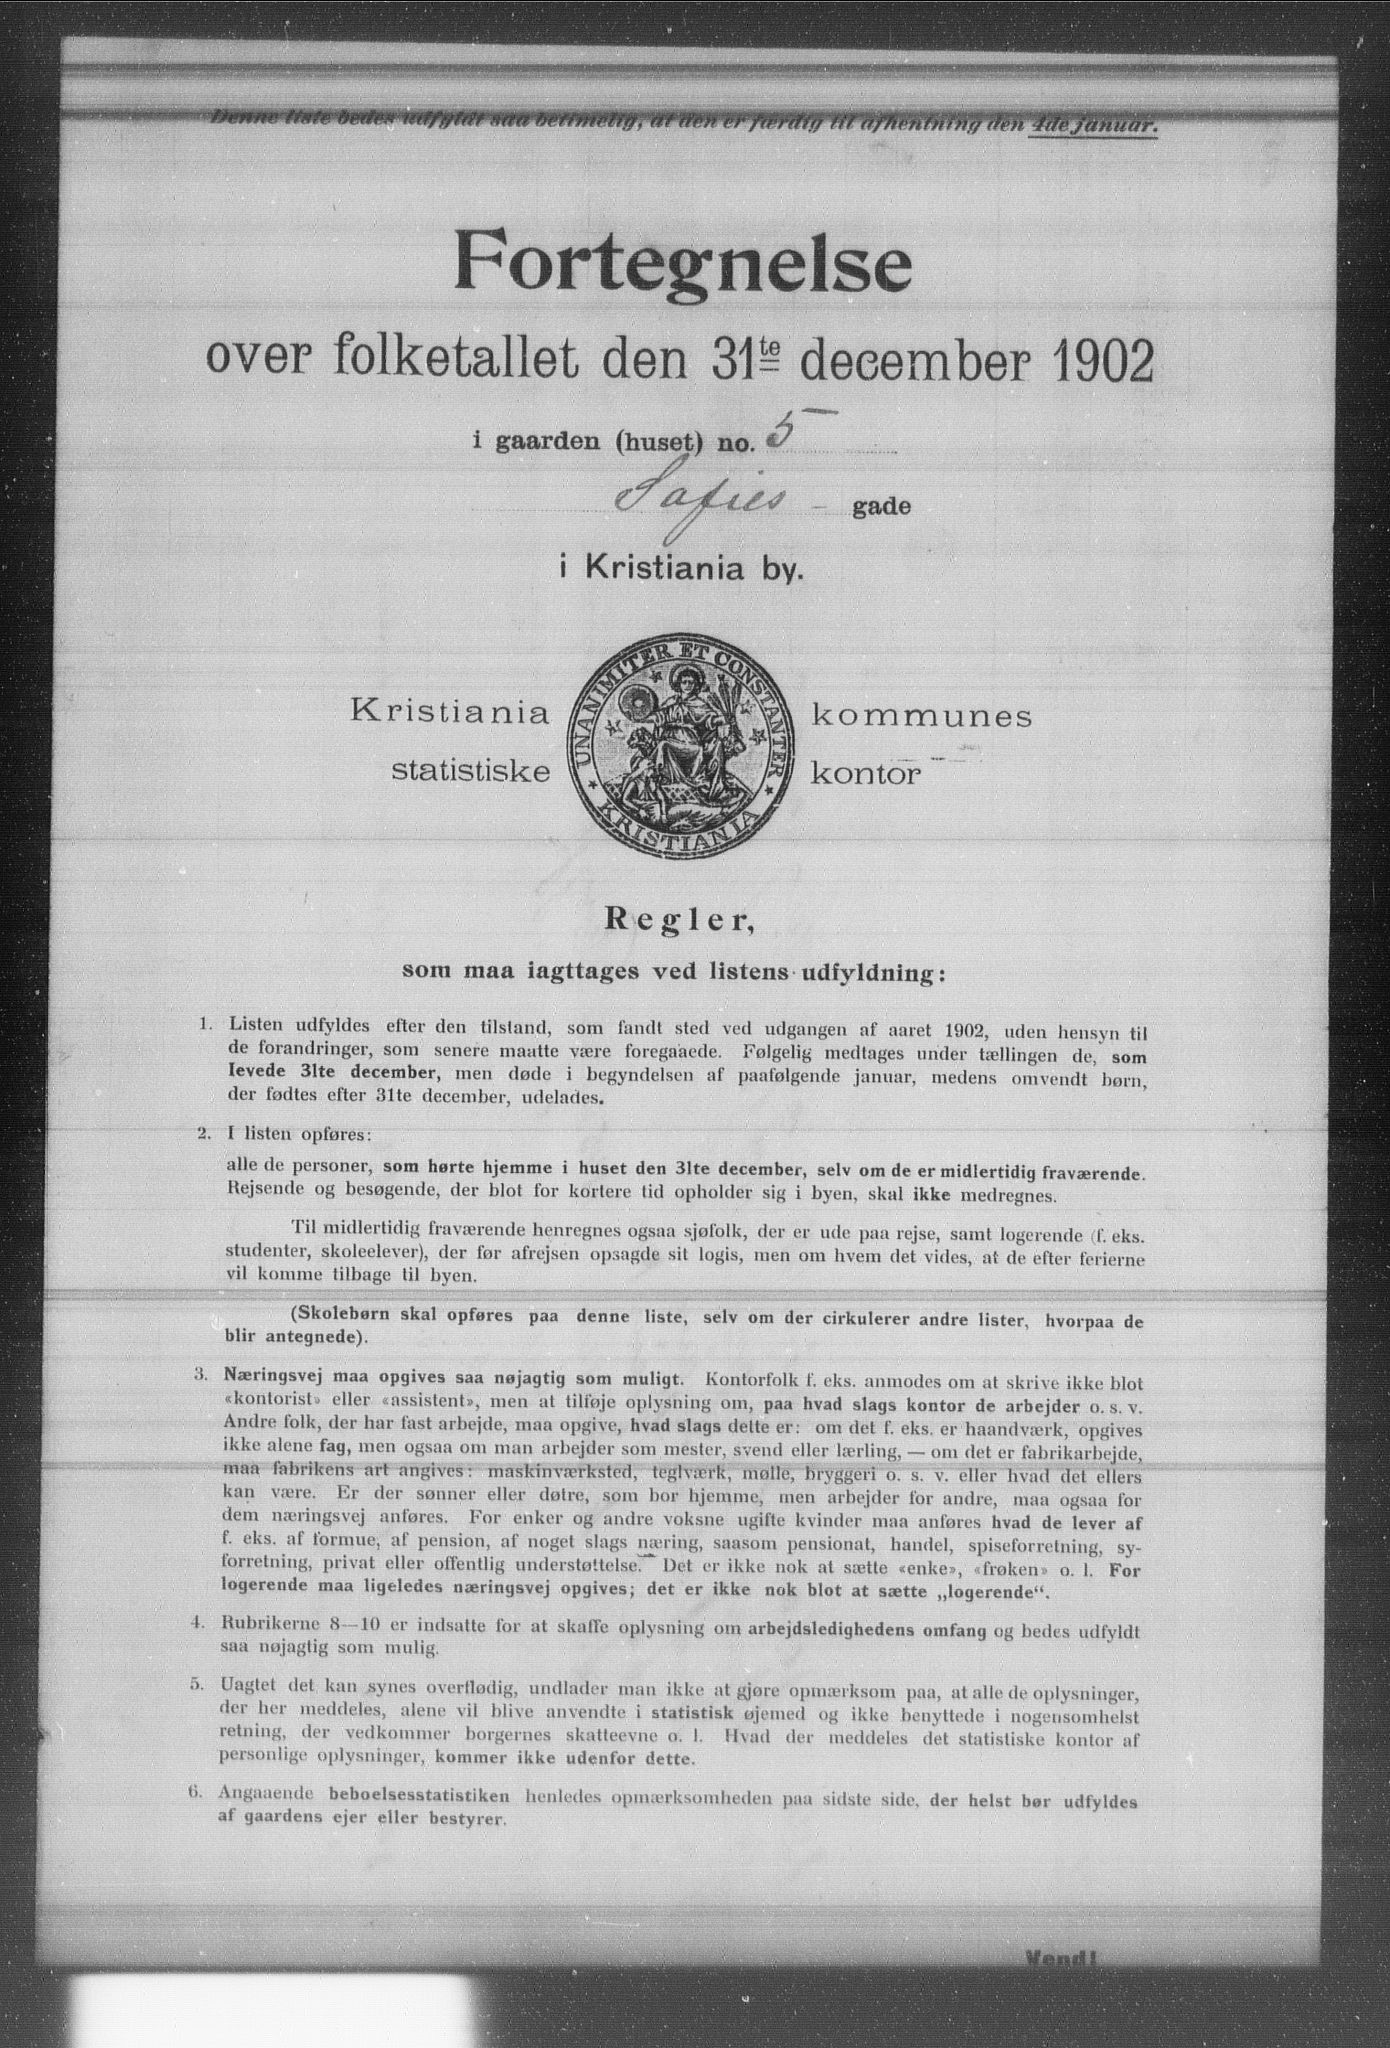 Denne liste bedes udfyldt saa betimelig, at den er færdig til afhentning den 4de januar.
Fortegnelse
over folketallet den 31te december 1902
i gaarden (huset) no. 5
Sofies - gade
i Kristiania by.
UNANIMITER ET CONSTANTER
* KRISTIANIA *
Kristiania kommunes
statistiske kontor
Regler,
som maa iagttages ved listens udfyldning:
1. Listen udfyldes efter den tilstand, som fandt sted ved udgangen af aaret 1902, uden hensyn til
de forandringer, som senere maatte være foregaaede. Følgelig medtages under tællingen de, som
levede 31te december, men døde i begyndelsen af paafølgende januar, medens omvendt børn,
der fødtes efter 31te december, udelades.
2. I listen opføres:
alle de personer, som hørte hjemme i huset den 31te december, selv om de er midlertidig fraværende.
Rejsende og besøgende, der blot for kortere tid opholder sig i byen, skal ikke medregnes.
Til midlertidig fraværende henregnes ogsaa sjøfolk, der er ude paa rejse, samt logerende (f. eks.
studenter, skoleelever), der før afrejsen opsagde sit logis, men om hvem det vides, at de efter ferierne
vil komme tilbage til byen.
(Skolebørn skal opføres paa denne liste, selv om der cirkulerer andre lister, hvorpaa de
blir antegnede).
3. Næringsvej maa opgives saa nøjagtig som muligt. Kontorfolk f. eks. anmodes om at skrive ikke blot
«kontorist» eller «assistent», men at tilføje oplysning om, paa hvad slags kontor de arbejder o. s. v.
Andre folk, der har fast arbejde, maa opgive, hvad slags dette er: om det f. eks. er haandværk, opgives
ikke alene fag, men ogsaa om man arbejder som mester, svend eller lærling, — om det er fabrikarbejde,
maa fabrikens art angives: maskinværksted, teglværk, mølle, bryggeri o. s. v. eller hvad det ellers
kan være. Er der sønner eller døtre, som bor hjemme, men arbejder for andre, maa ogsaa for
dem næringsvej anføres. For enker og andre voksne ugifte kvinder maa anføres hvad de lever af
f. eks. af formue, af pension, af noget slags næring, saasom pensionat, handel, spiseforretning, sy-
forretning, privat eller offentlig understøttelse. Det er ikke nok at sætte «enke», «frøken» o. l. For
logerende maa ligeledes næringsvej opgives; det er ikke nok blot at sætte „logerende“.
4. Rubrikerne 8—10 er indsatte for at skaffe oplysning om arbejdsledighedens omfang og bedes udfyldt
saa nøjagtig som mulig.
5. Uagtet det kan synes overflødig, undlader man ikke at gjøre opmærksom paa, at alle de oplysninger,
der her meddeles, alene vil blive anvendte i statistisk øjemed og ikke benyttede i nogensomhelst
retning, der vedkommer borgernes skatteevne o. l. Hvad der meddeles det statistiske kontor af
personlige oplysninger, kommer ikke udenfor dette.
6. Angaaende beboelsesstatistiken henledes opmærksomheden paa sidste side, der helst bør udfyldes
af gaardens ejer eller bestyrer.
Vend!